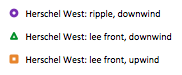 Herschel West: ripple, downwind
Herschel West: lee front, downwind
Herschel West: lee front, upwind